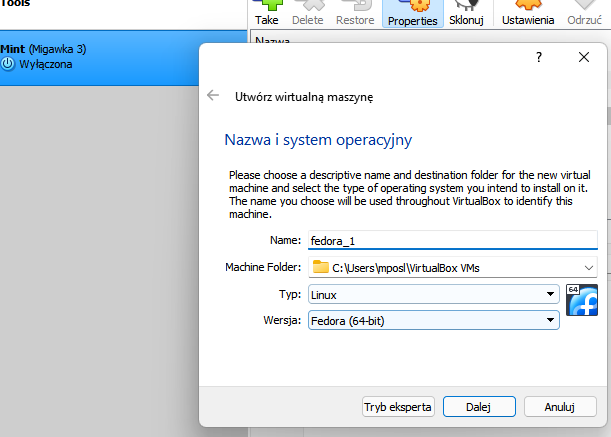 Tools
Take Delete Restore Properties Sklonuj Ustawienia Odrzuć
Nazwa
Mint (Migawka 3)
Wyłączona
?
Utwórz wirtualną maszynę
Nazwa i system operacyjny
Please choose a descriptive name and destination folder for the new virtual
machine and select the type of operating system you intend to install on it.
The name you choose will be used throughout VirtualBox to identify this
machine.
Name: fedora_1
Machine Folder: C:\Users\mposl\VirtualBox VMs
Typ: Linux
64
Wersja: Fedora (64-bit)
Tryb eksperta Dalej Anuluj